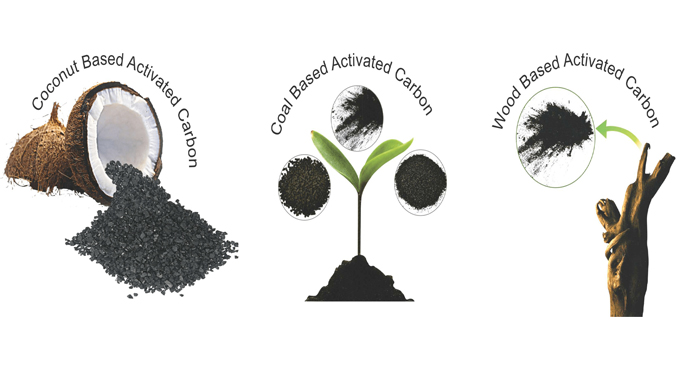 Coconut Based Activated Carbon
Coal Based Activated Carbon
Wood Based Activated Carbon